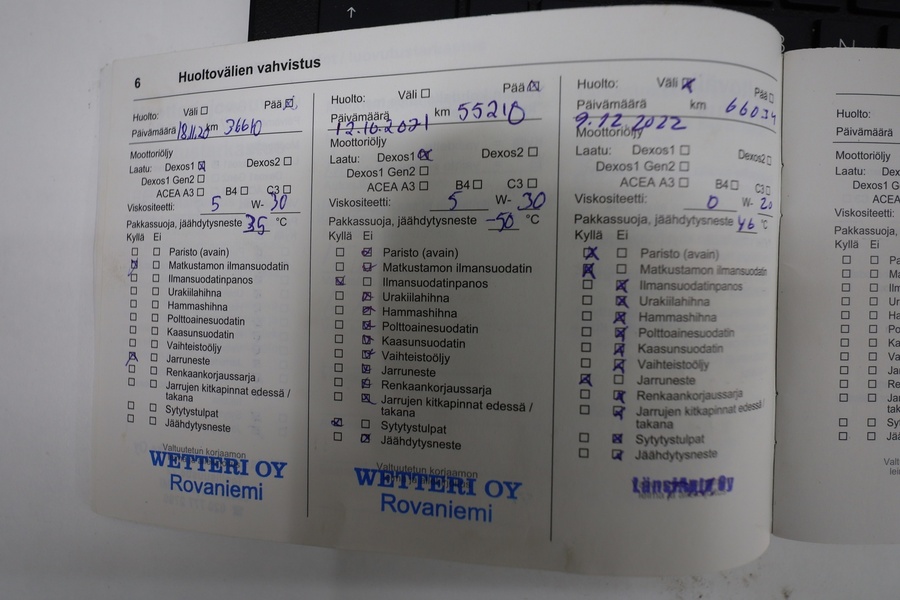 6 Huoltovälien vahvistus
Huolto: Väli Pää
Päivämäärä 18.11.20 km 36610
Moottoriöljy
Laatu: Dexos1 Dexos2
Dexos1 Gen2
ACEA A3 B4 C3
Viskositeetti: 5 W- 30
Pakkassuoja, jäähdytysneste 35 °C
Kyllä Ei
Paristo (avain)
Matkustamon ilmansuodatin
Ilmansuodatinpanos
Urakiilahihna
Hammashihna
Polttoainesuodatin
Kaasunsuodatin
Vaihteistoöljy
Jarruneste
Renkaankorjaussarja
Jarrujen kitkapinnat edessä /
takana
Sytytystulpat
Jäähdytysneste
Valtuutetun korjaamon
WETTERI OY
Rovaniemi
Huolto: Väli Pää
Päivämäärä km 55210
12.10.2021
Moottoriöljy
Laatu: Dexos1 Dexos2
Dexos1 Gen2
ACEA A3 B4 C3
Viskositeetti: 5 W- 30
Pakkassuoja, jäähdytysneste -50 °C
Kyllä Ei
Paristo (avain)
Matkustamon ilmansuodatin
Ilmansuodatinpanos
Urakiilahihna
Hammashihna
Polttoainesuodatin
Kaasunsuodatin
Vaihteistoöljy
Jarruneste
Renkaankorjaussarja
Jarrujen kitkapinnat edessä /
takana
Sytytystulpat
Jäähdytysneste
Valtuutetun korjaamon
WETTERI OY
Rovaniemi
Huolto: Väli Pää
Päivämäärä km 66034
9.12.2022
Moottoriöljy
Laatu: Dexos1 Dexos2
Dexos1 Gen2
ACEA A3 B4 C3
Viskositeetti: 0 W- 20
Pakkassuoja, jäähdytysneste 46 °C
Kyllä Ei
Paristo (avain)
Matkustamon ilmansuodatin
Ilmansuodatinpanos
Urakiilahihna
Hammashihna
Polttoainesuodatin
Kaasunsuodatin
Vaihteistoöljy
Jarruneste
Renkaankorjaussarja
Jarrujen kitkapinnat edessä /
takana
Sytytystulpat
Jäähdytysneste
Oy
Huolto:
Päivämäärä
Moottoriöljy
Laatu:
Viskositeetti:
Kyllä Ei